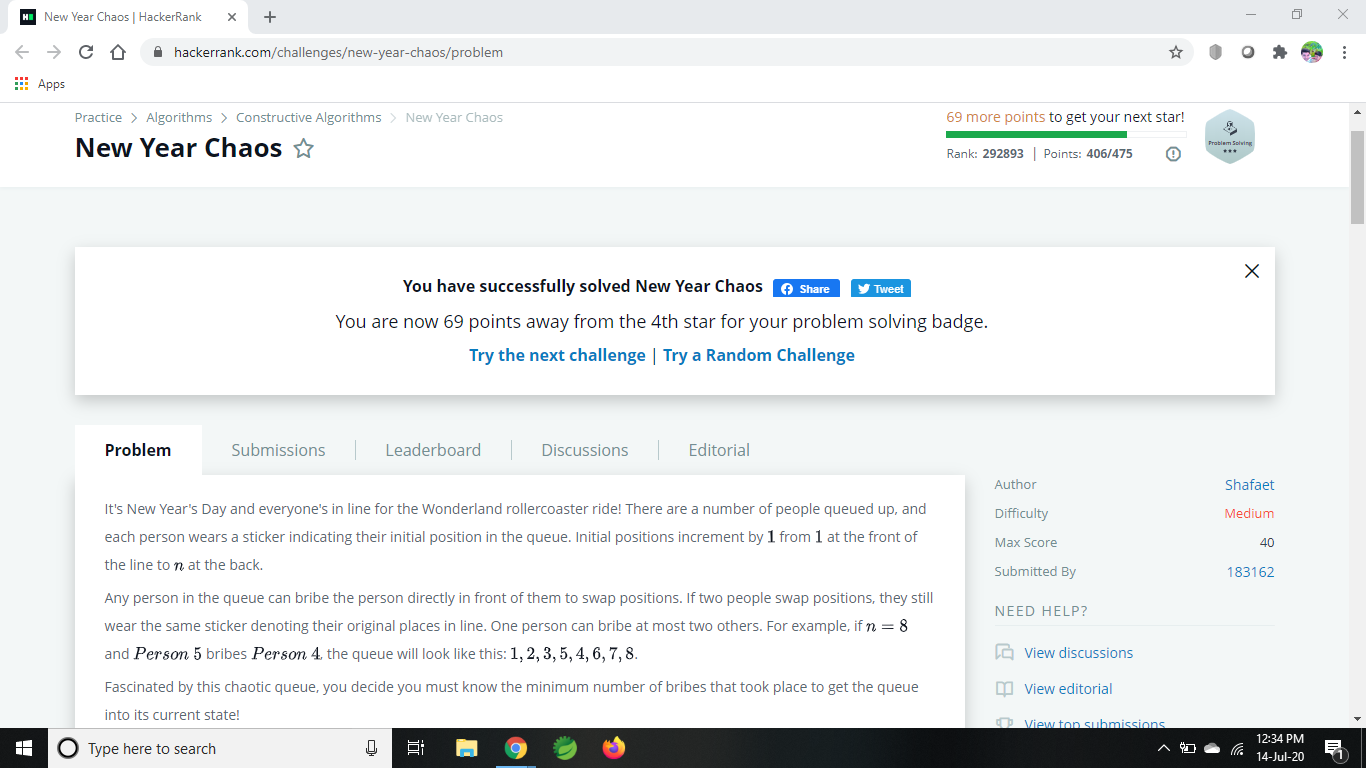 New Year Chaos | HackerRank
hackerrank.com/challenges/new-year-chaos/problem
Apps
Practice > Algorithms > Constructive Algorithms > New Year Chaos
69 more points to get your next star!
New Year Chaos
Rank: 292893 | Points: 406/475
Problem Solving
You have successfully solved New Year Chaos Share Tweet
You are now 69 points away from the 4th star for your problem solving badge.
Try the next challenge | Try a Random Challenge
Problem Submissions Leaderboard Discussions Editorial
It's New Year's Day and everyone's in line for the Wonderland rollercoaster ride! There are a number of people queued up, and
each person wears a sticker indicating their initial position in the queue. Initial positions increment by 1 from 1 at the front of
the line to n at the back.
Any person in the queue can bribe the person directly in front of them to swap positions. If two people swap positions, they still
wear the same sticker denoting their original places in line. One person can bribe at most two others. For example, if n = 8
and Person 5 bribes Person 4, the queue will look like this: 1, 2, 3, 5, 4, 6, 7, 8.
Fascinated by this chaotic queue, you decide you must know the minimum number of bribes that took place to get the queue
into its current state!
Author Shafaet
Difficulty Medium
Max Score 40
Submitted By 183162
NEED HELP?
View discussions
View editorial
View top submissions
Type here to search
12:34 PM
14-Jul-20
1